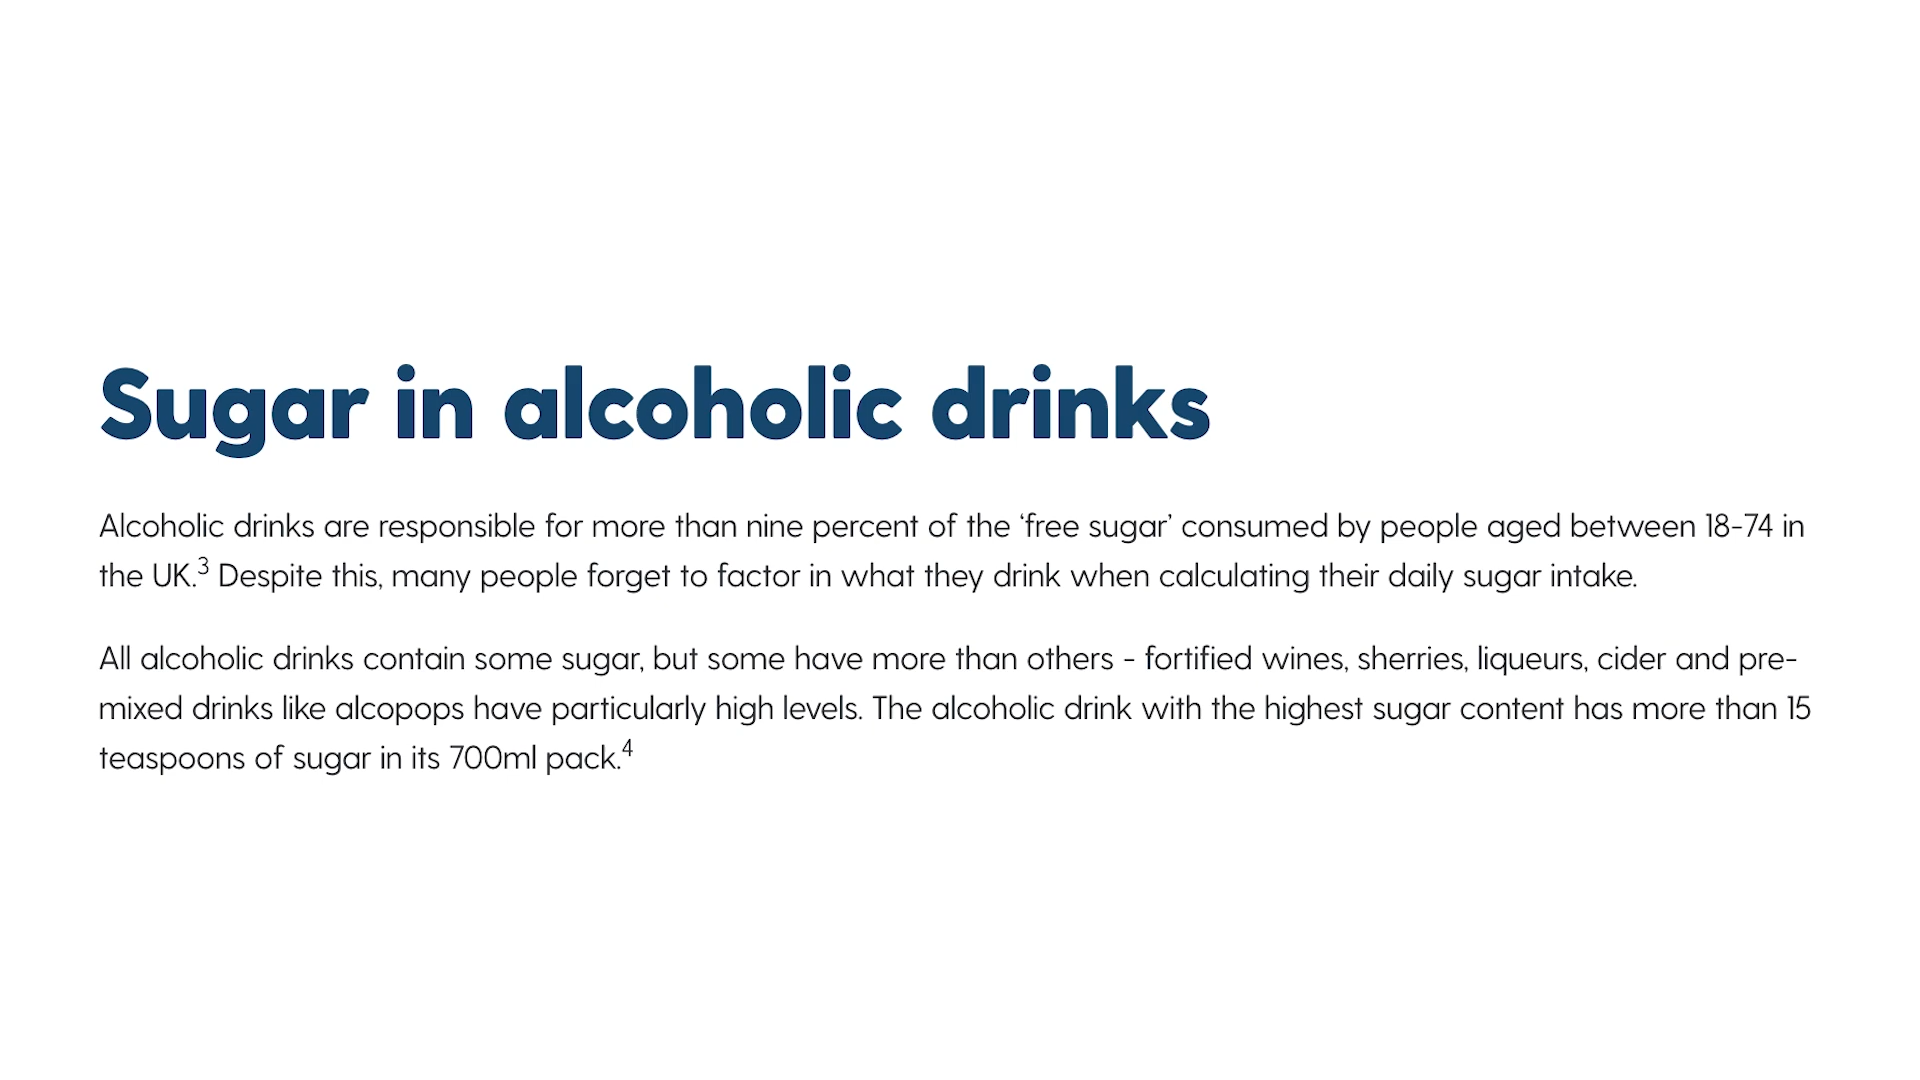 Sugar in alcoholic drinks
Alcoholic drinks are responsible for more than nine percent of the ‘free sugar’ consumed by people aged between 18-74 in
the UK.3 Despite this, many people forget to factor in what they drink when calculating their daily sugar intake.
All alcoholic drinks contain some sugar, but some have more than others - fortified wines, sherries, liqueurs, cider and pre-
mixed drinks like alcopops have particularly high levels. The alcoholic drink with the highest sugar content has more than 15
teaspoons of sugar in its 700ml pack.4